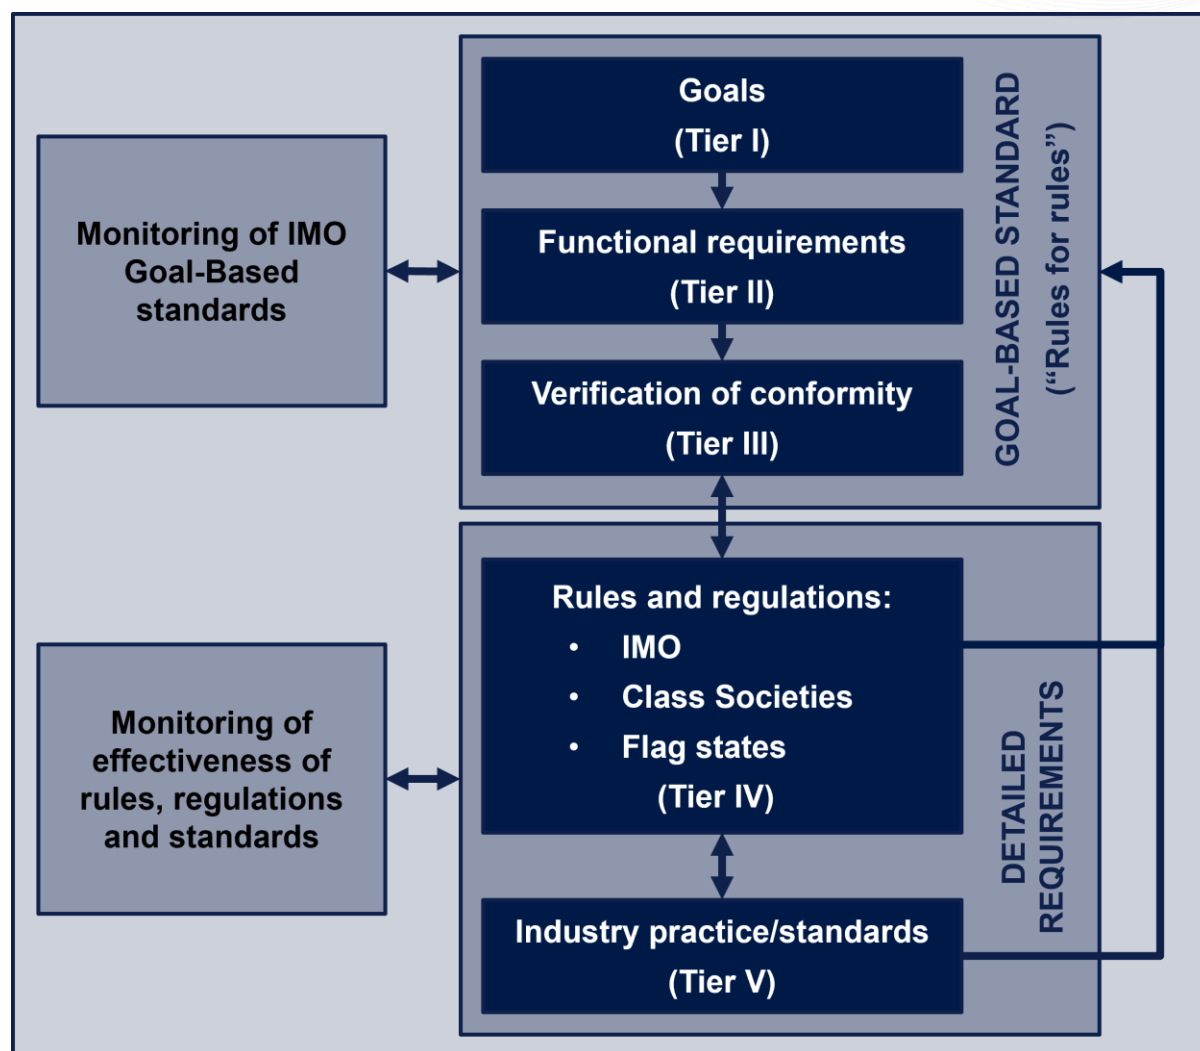 Goals
(Tier I)
Monitoring of IMO
Goal-Based
standards
Functional requirements
(Tier II)
Verification of conformity
(Tier III)
GOAL-BASED STANDARD
(“Rules for rules”)
Rules and regulations:
• IMO
• Class Societies
• Flag states
(Tier IV)
Monitoring of
effectiveness of
rules, regulations
and standards
DETAILED
REQUIREMENTS
Industry practice/standards
(Tier V)